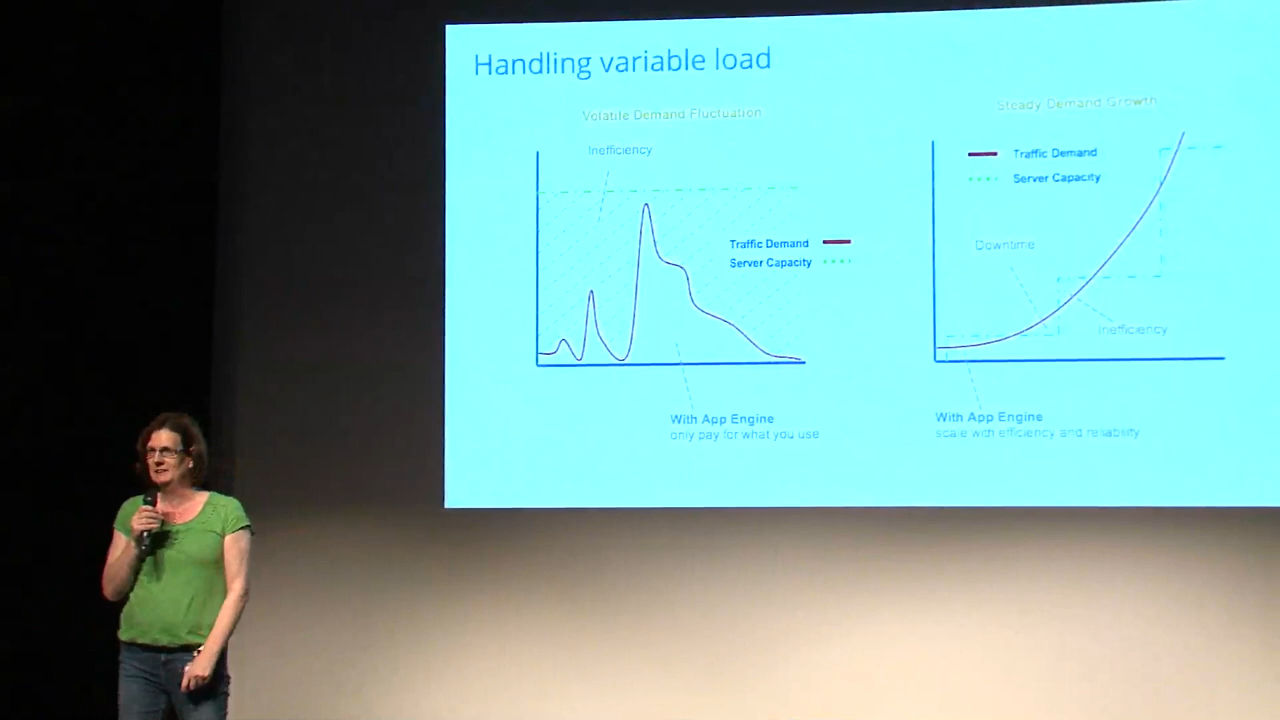 Handling variable load
Volatile Demand Fluctuation
Inefficiency
Traffic Demand
Server Capacity
With App Engine
only pay for what you use
Steady Demand Growth
Traffic Demand
Server Capacity
Downtime
Inefficiency
With App Engine
scale with efficiency and reliability